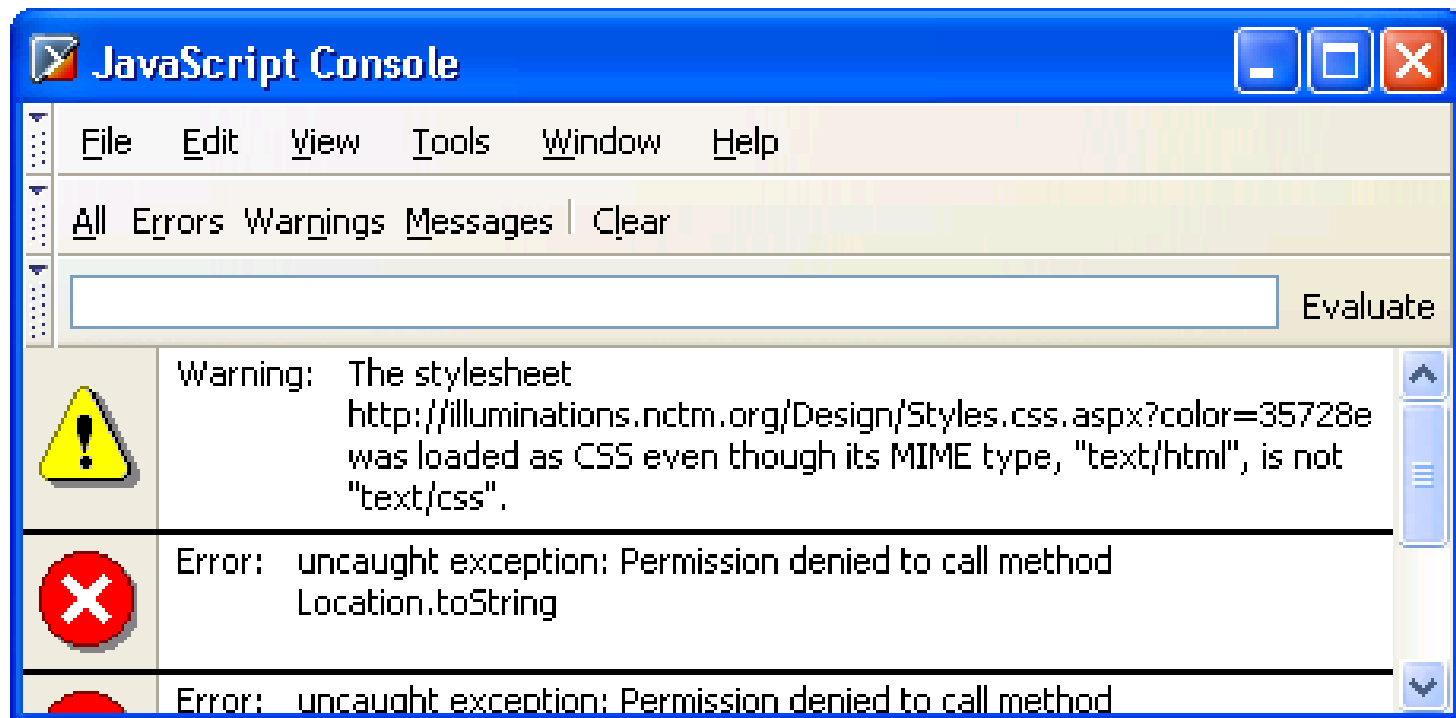 JavaScript Console
File Edit View Tools Window Help
All Errors Warnings Messages Clear
Evaluate
Warning: The stylesheet
http://illuminations.nctm.org/Design/Styles.css.aspx?color=35728e
was loaded as CSS even though its MIME type, "text/html", is not
"text/css".
Error: uncaught exception: Permission denied to call method
Location.toString
Error: uncaught exception: Permission denied to call method